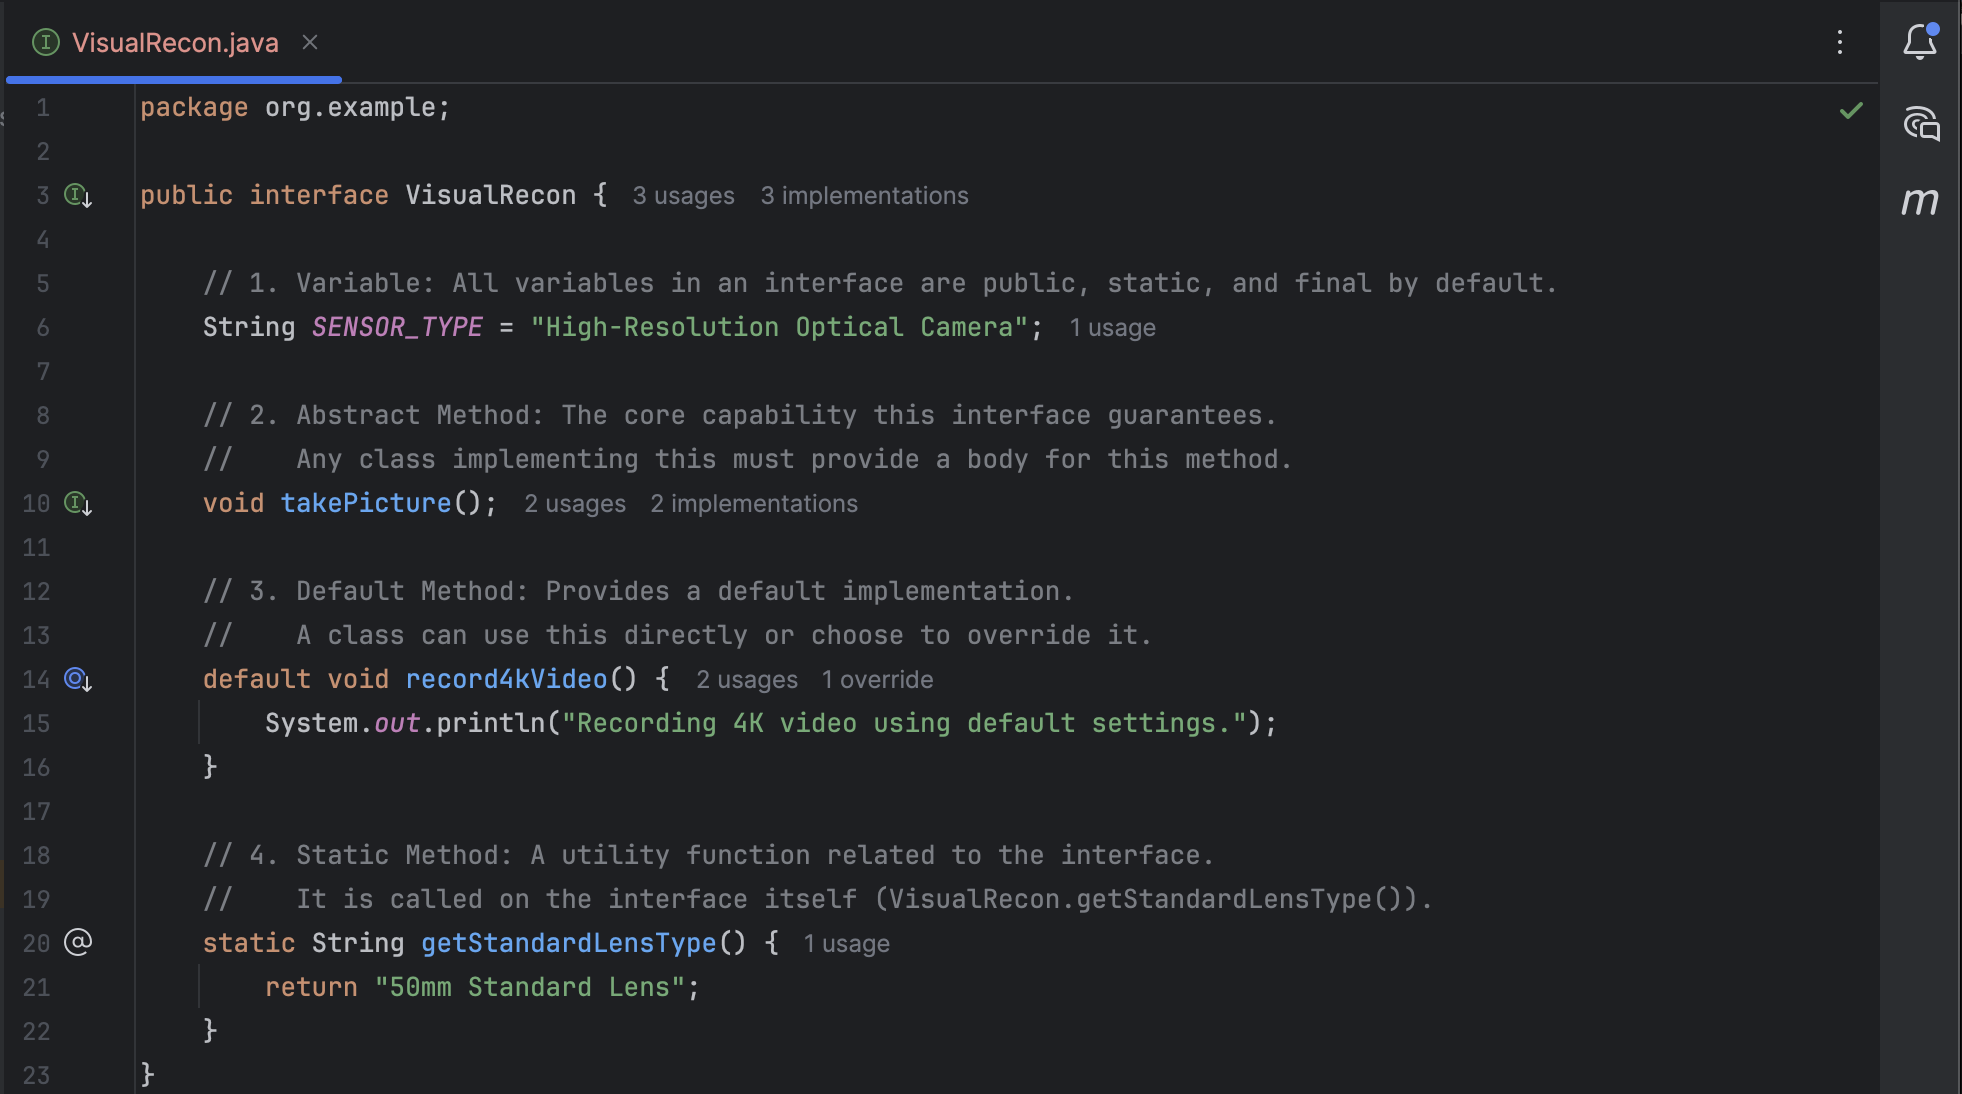 VisualRecon.java
1 package org.example;
2
3 public interface VisualRecon { 3 usages 3 implementations
4
5 // 1. Variable: All variables in an interface are public, static, and final by default.
6 String SENSOR_TYPE = "High-Resolution Optical Camera"; 1 usage
7
8 // 2. Abstract Method: The core capability this interface guarantees.
9 //    Any class implementing this must provide a body for this method.
10 void takePicture(); 2 usages 2 implementations
11
12 // 3. Default Method: Provides a default implementation.
13 //    A class can use this directly or choose to override it.
14 default void record4kVideo() { 2 usages 1 override
15 System.out.println("Recording 4K video using default settings.");
16 }
17
18 // 4. Static Method: A utility function related to the interface.
19 //    It is called on the interface itself (VisualRecon.getStandardLensType()).
20 @ static String getStandardLensType() { 1 usage
21 return "50mm Standard Lens";
22 }
23 }
m